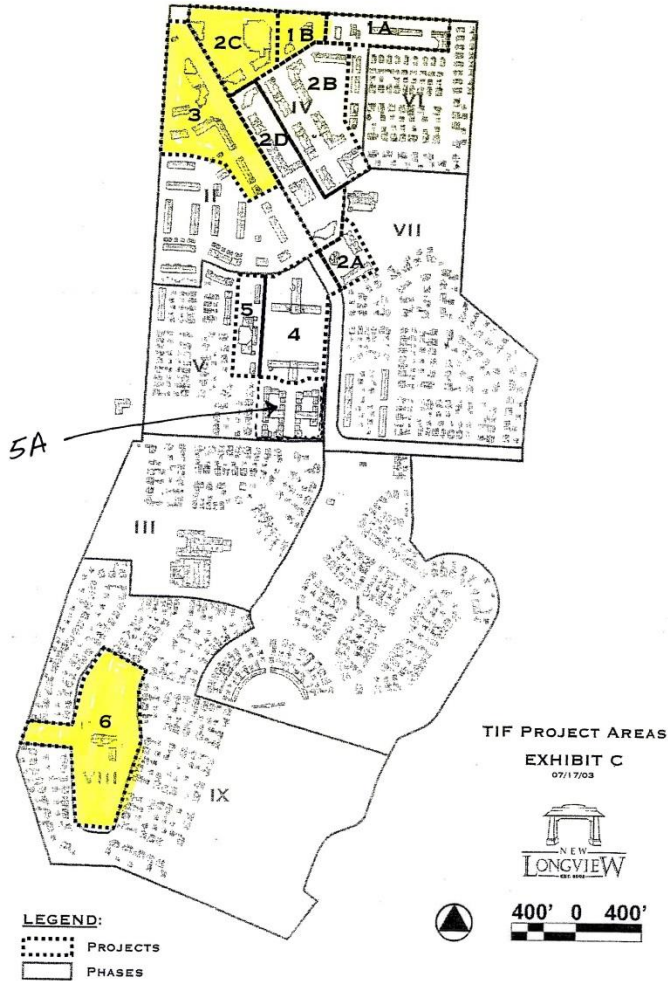 2C
1B
1A
3
2B
IV
VI
2D
II
VII
2A
5
4
V
5A
III
I
6
VIII
IX
TIF PROJECT AREAS
EXHIBIT C
07/17/03
NEW
LONGVIEW
LEGEND:
PROJECTS
PHASES
400' 0 400'